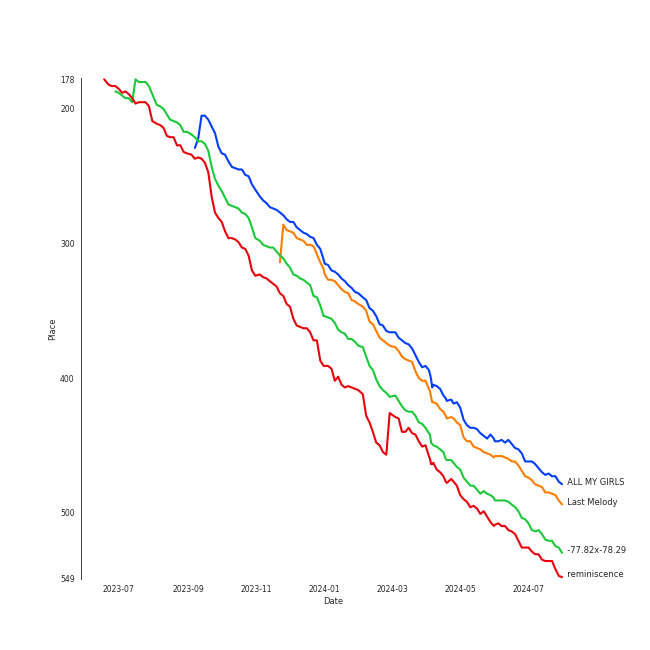 178
200
300
400
500
549
Place
2023-07
2023-09
2023-11
2024-01
2024-03
2024-05
2024-07
Date
ALL MY GIRLS
Last Melody
-77.82x-78.29
reminiscence